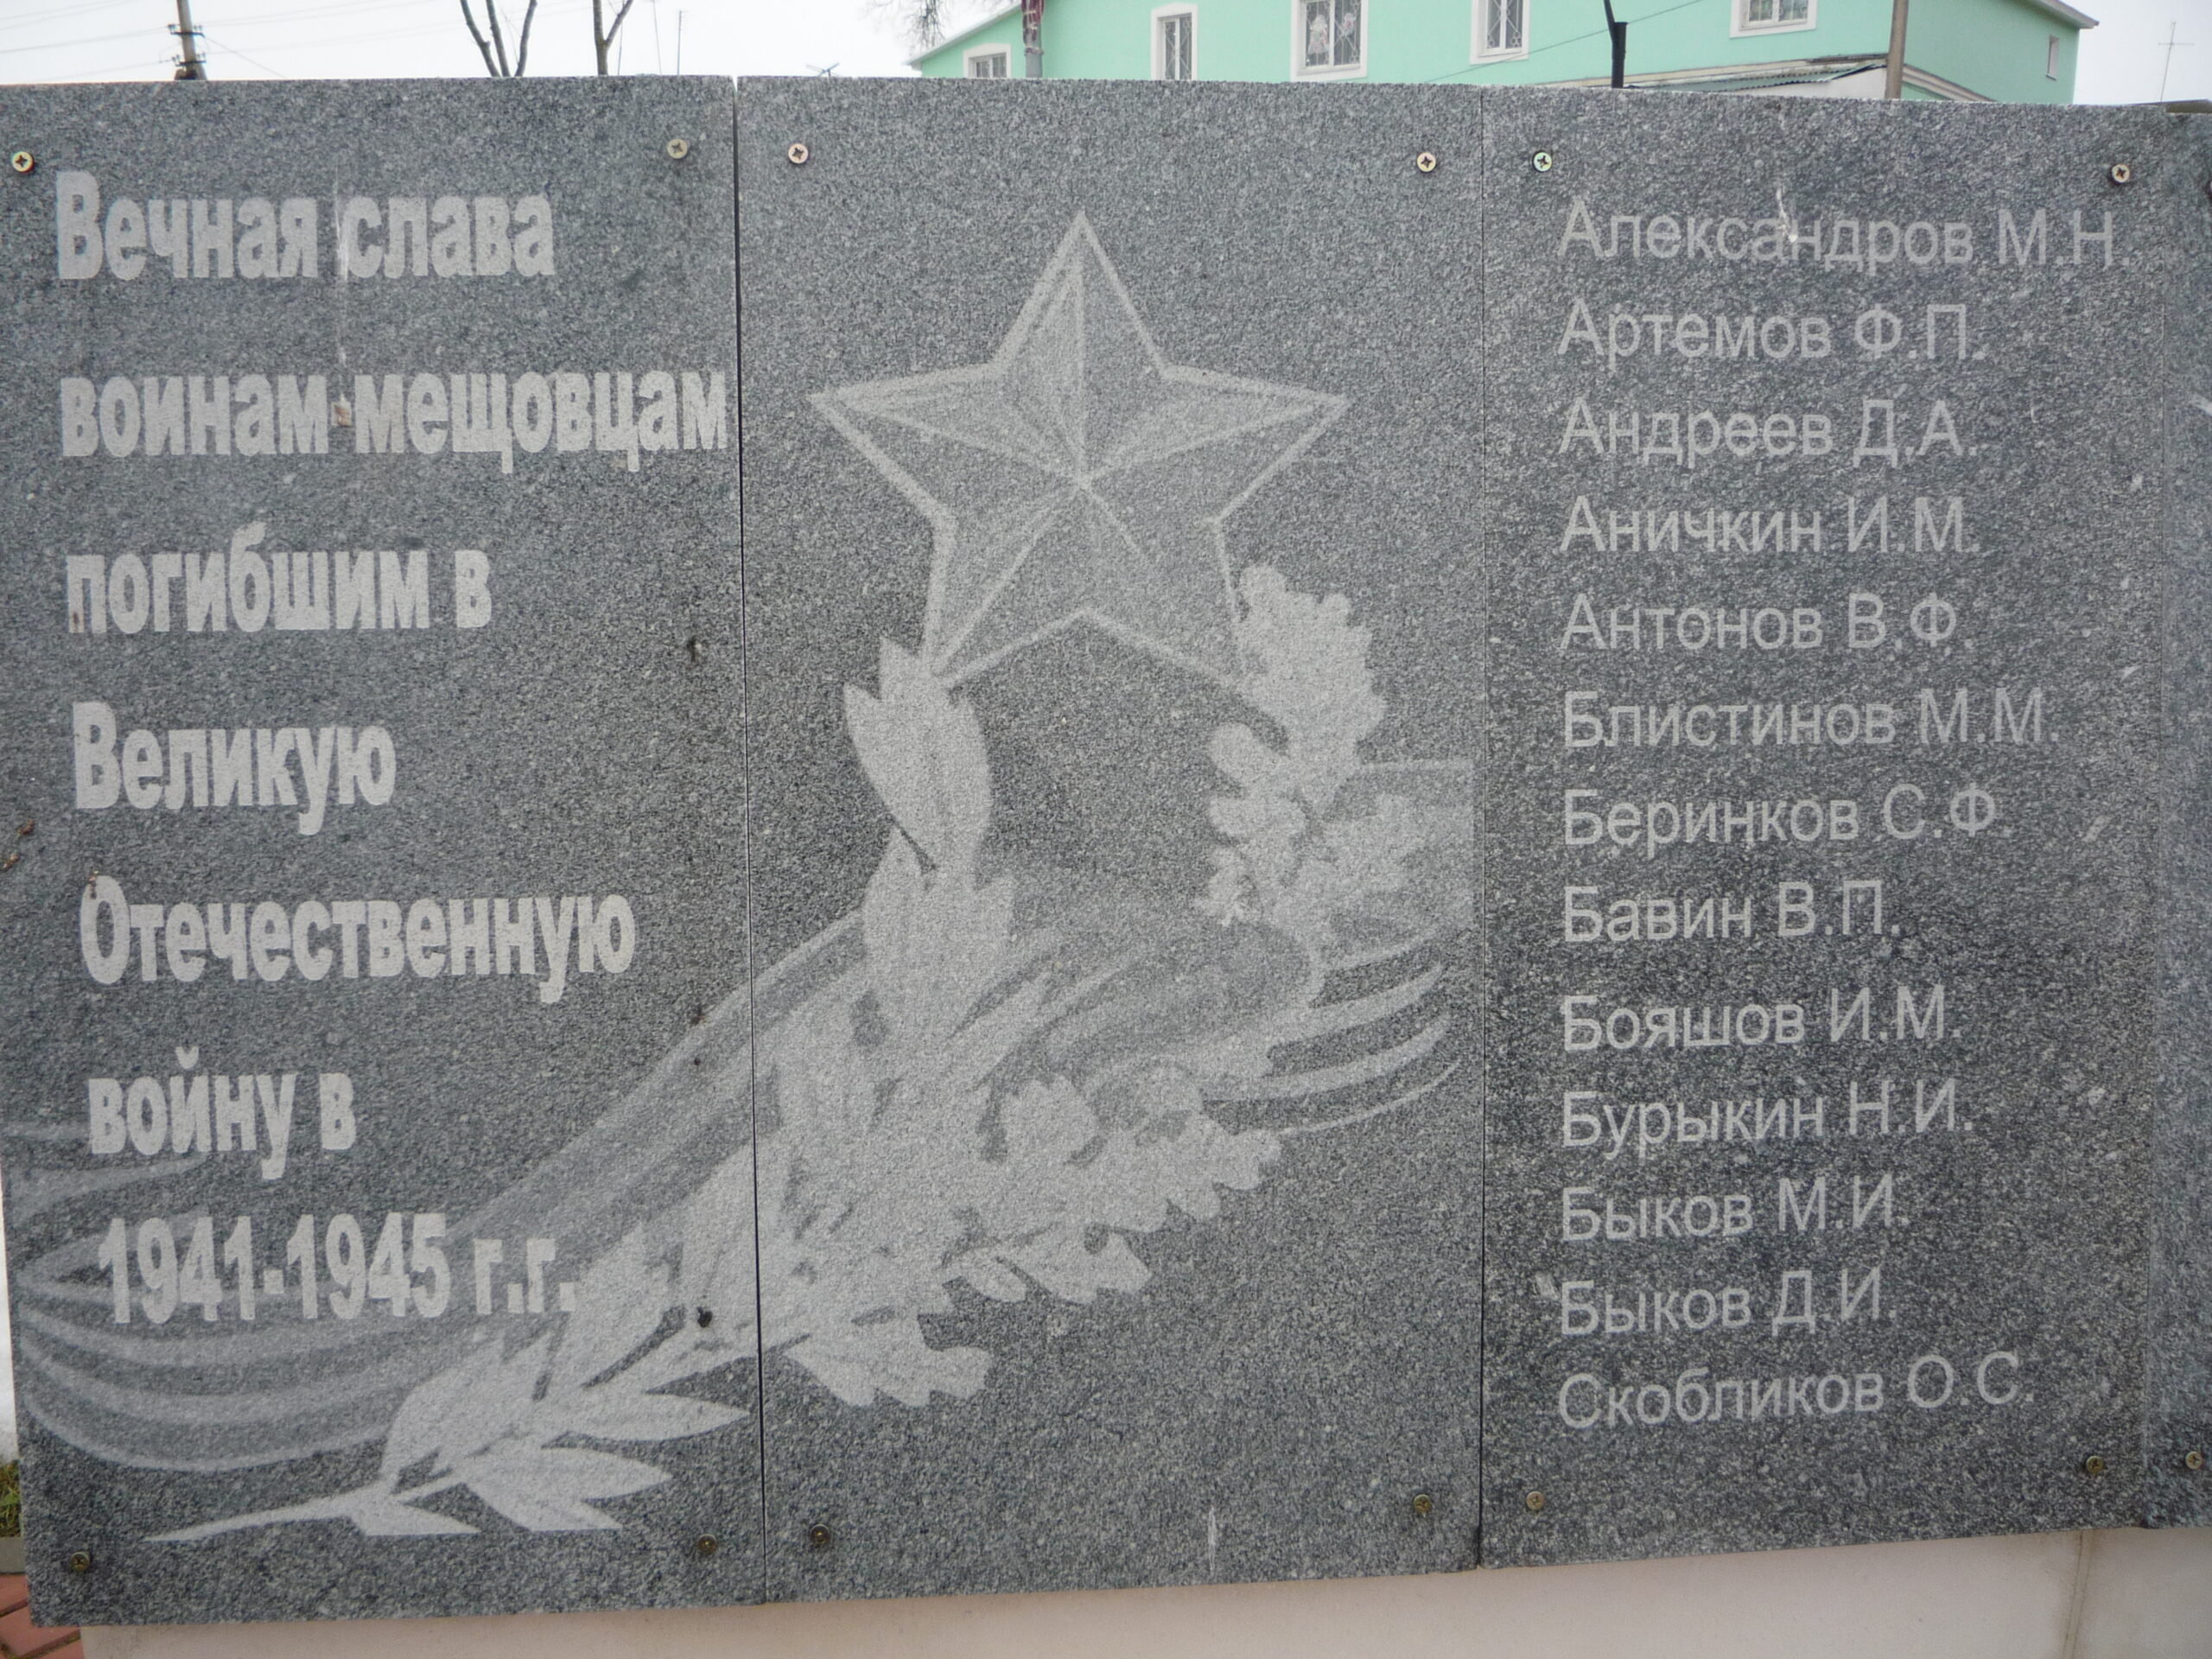 Вечная слава
воинам-мещовцам
погибшим в
Великую
Отечественную
войну в
1941-1945 г.г.
Александров М.Н.
Артемов Ф.П.
Андреев Д.А.
Аничкин И.М.
Антонов В.Ф.
Блистинов М.М.
Беринков С.Ф.
Бавин В.П.
Бояшов И.М.
Бурыкин Н.И.
Быков М.И.
Быков Д.И.
Скобликов О.С.